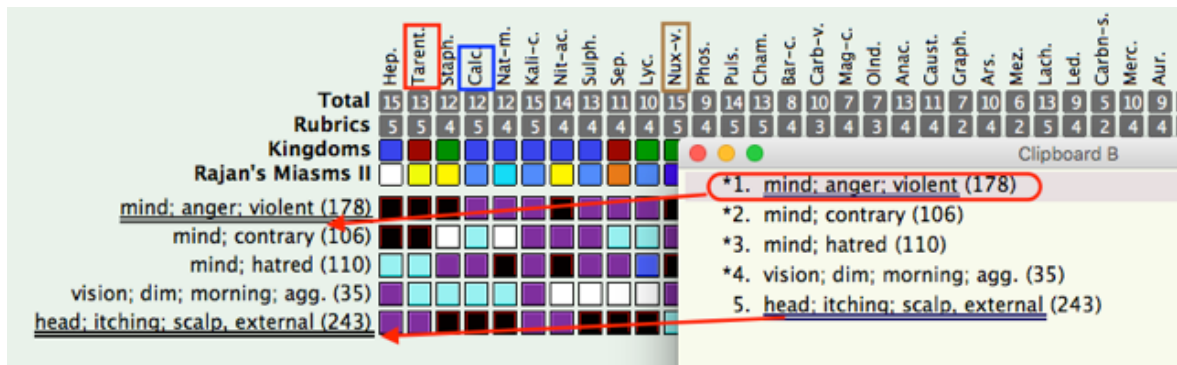 Hep. Tarent. Staph. Calc. Nat-m. Kali-c. Nit-ac. Sulph. Sep. Lyc. Nux-v. Phos. Puls. Cham. Bar-c. Carb-v. Mag-c. Olnd. Anac. Caust. Graph. Ars. Mez. Lach. Led. Carbn-s. Merc. Aur.
Total 15 13 12 12 12 15 14 13 11 10 15 9 14 13 8 10 7 7 13 11 7 10 6 13 9 5 10 9
Rubrics 5 5 4 5 4 5 4 4 4 4 5 4 5 5 4 3 4 3 4 4 2 4 2 5 4 2 4 4
Kingdoms
Rajan's Miasms II
mind; anger; violent (178)
mind; contrary (106)
mind; hatred (110)
vision; dim; morning; agg. (35)
head; itching; scalp, external (243)
Clipboard B
*1. mind; anger; violent (178)
*2. mind; contrary (106)
*3. mind; hatred (110)
*4. vision; dim; morning; agg. (35)
5. head; itching; scalp, external (243)